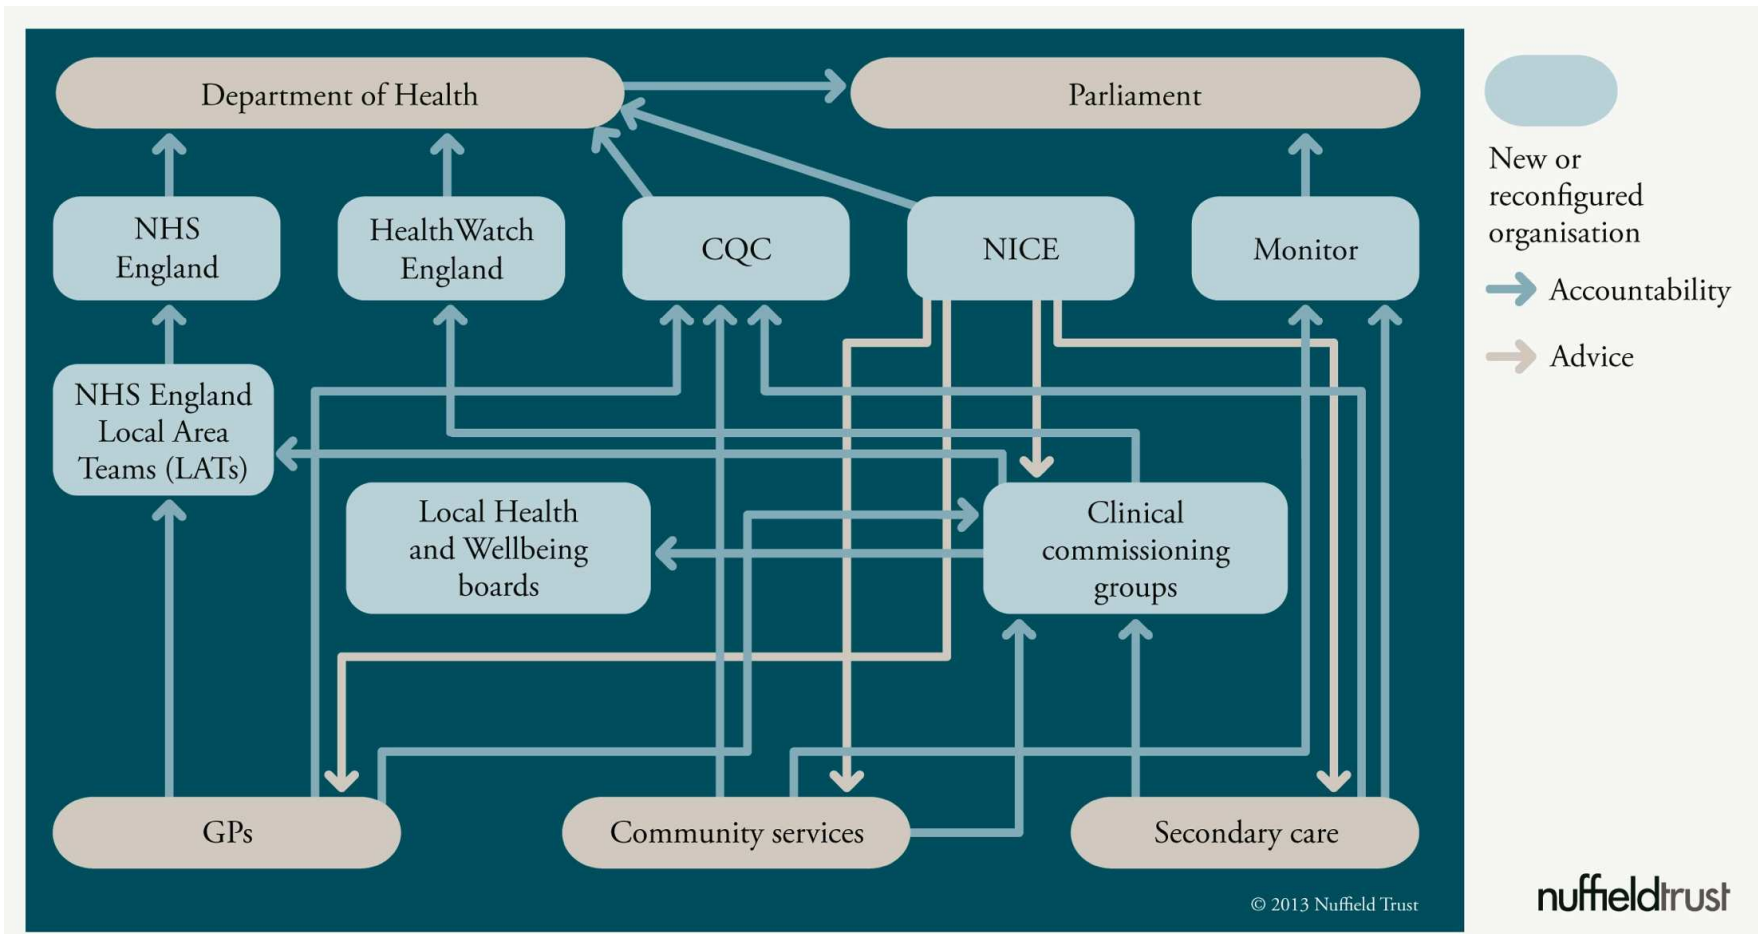 Department of Health
Parliament
NHS
England
HealthWatch
England
CQC
NICE
Monitor
New or
reconfigured
organisation
Accountability
Advice
NHS England
Local Area
Teams (LATs)
Local Health
and Wellbeing
boards
Clinical
commissioning
groups
GPs
Community services
Secondary care
© 2013 Nuffield Trust
nuffieldtrust